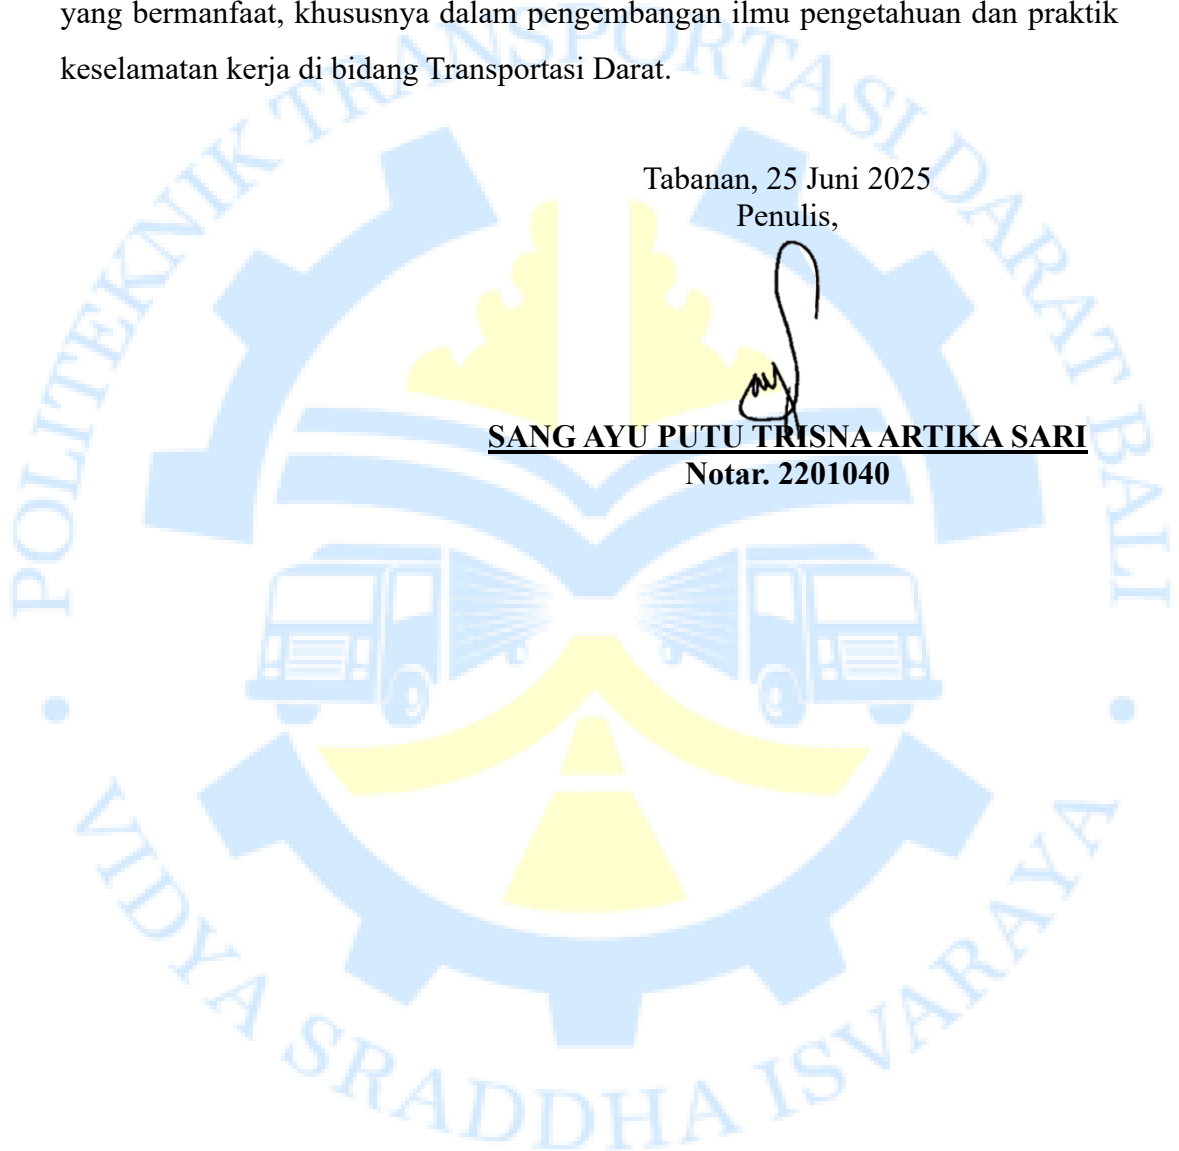 yang bermanfaat, khususnya dalam pengembangan ilmu pengetahuan dan praktik
keselamatan kerja di bidang Transportasi Darat.
Tabanan, 25 Juni 2025
Penulis,
SANG AYU PUTU TRISNA ARTIKA SARI
Notar. 2201040
POLITEKNIK TRANSPORTASI DARAT BALI
VIDYA SRADDHA ISVARAYA